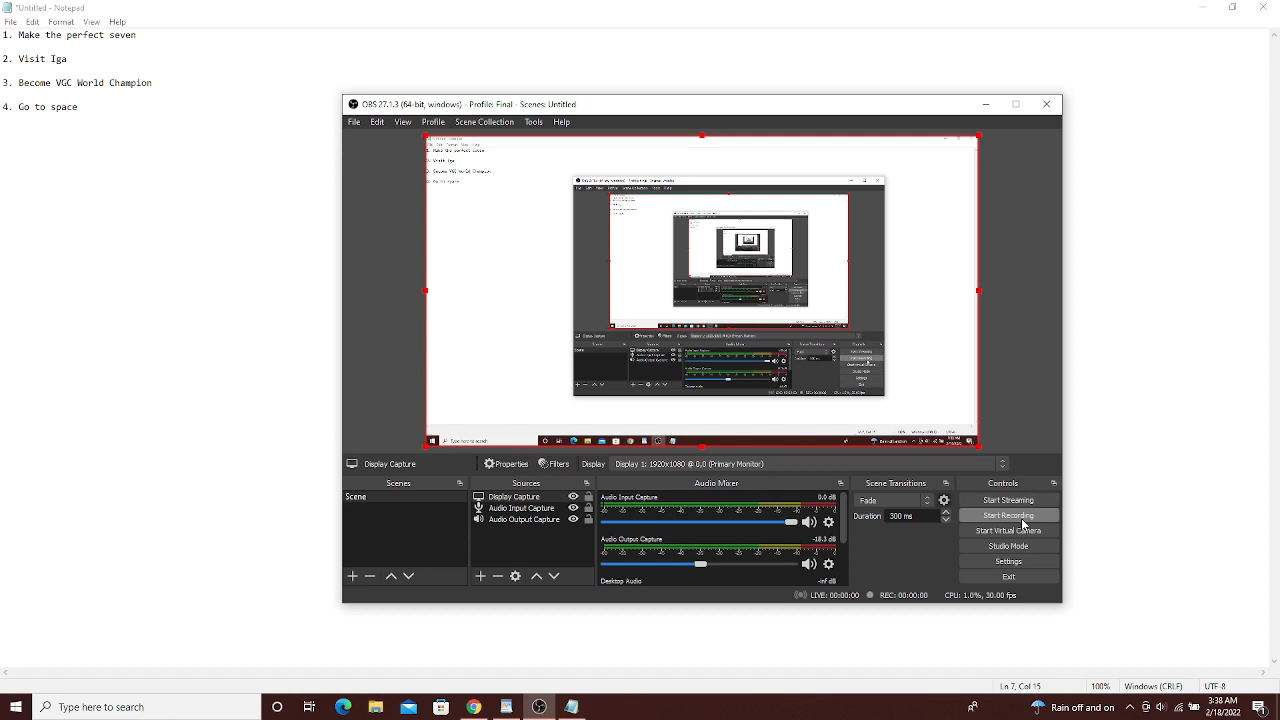 *Untitled - Notepad
File Edit Format View Help
1. Make the perfect seven
2. Visit Iga
3. Become VGC World Champion
4. Go to space
OBS 27.1.3 (64-bit, windows) - Profile: Final - Scenes: Untitled
File Edit View Profile Scene Collection Tools Help
Display Capture Properties Filters Display Display 1: 1920x1080 @ 0,0 (Primary Monitor)
Scenes Sources Audio Mixer Scene Transitions Controls
Scene
Display Capture
Audio Input Capture
Audio Output Capture
Audio Input Capture 0.0 dB
Audio Output Capture -18.3 dB
Desktop Audio -inf dB
Fade
Duration 300 ms
Start Streaming
Start Recording
Start Virtual Camera
Studio Mode
Settings
Exit
LIVE: 00:00:00 REC: 00:00:00 CPU: 1.0%, 30.00 fps
Ln 7, Col 15 100% Windows (CRLF) UTF-8
Type here to search
Rain off and on
3:38 AM
2/18/2022